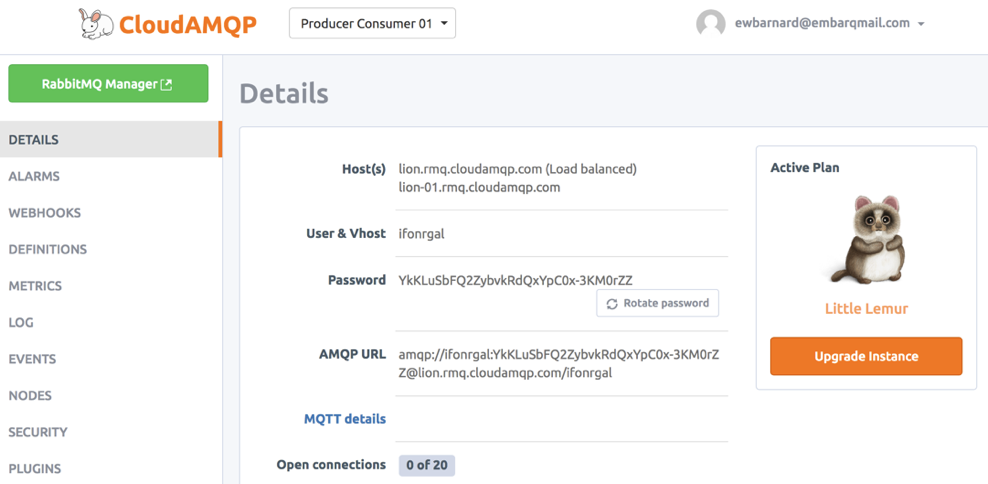 CloudAMQP
Producer Consumer 01
ewbarnard@embarqmail.com
RabbitMQ Manager
DETAILS
ALARMS
WEBHOOKS
DEFINITIONS
METRICS
LOG
EVENTS
NODES
SECURITY
PLUGINS
Details
Host(s)
lion.rmq.cloudamqp.com (Load balanced)
lion-01.rmq.cloudamqp.com
User & Vhost
ifonrgal
Password
YkKLuSbFQ2ZybvkRdQxYpC0x-3KM0rZZ
Rotate password
AMQP URL
amqp://ifonrgal:YkKLuSbFQ2ZybvkRdQxYpC0x-3KM0rZ
Z@lion.rmq.cloudamqp.com/ifonrgal
MQTT details
Open connections
0 of 20
Active Plan
Little Lemur
Upgrade Instance